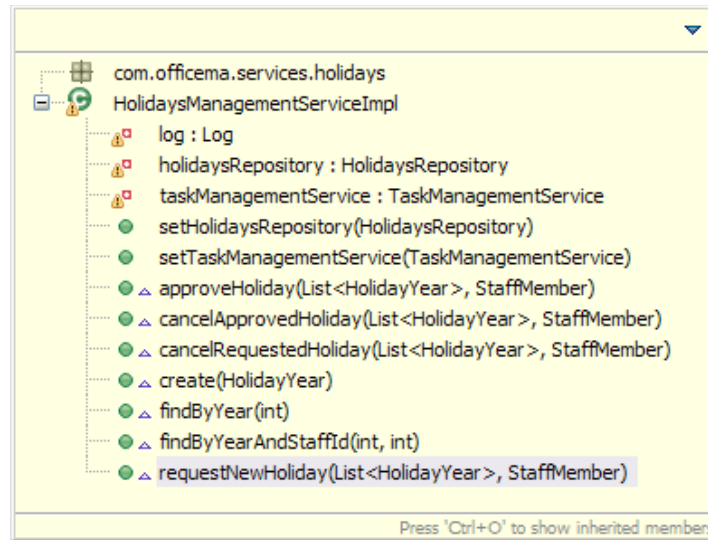 com.officema.services.holidays
HolidaysManagementServiceImpl
log : Log
holidaysRepository : HolidaysRepository
taskManagementService : TaskManagementService
setHolidaysRepository(HolidaysRepository)
setTaskManagementService(TaskManagementService)
approveHoliday(List<HolidayYear>, StaffMember)
cancelApprovedHoliday(List<HolidayYear>, StaffMember)
cancelRequestedHoliday(List<HolidayYear>, StaffMember)
create(HolidayYear)
findByYear(int)
findByYearAndStaffId(int, int)
requestNewHoliday(List<HolidayYear>, StaffMember)
Press 'Ctrl+O' to show inherited member